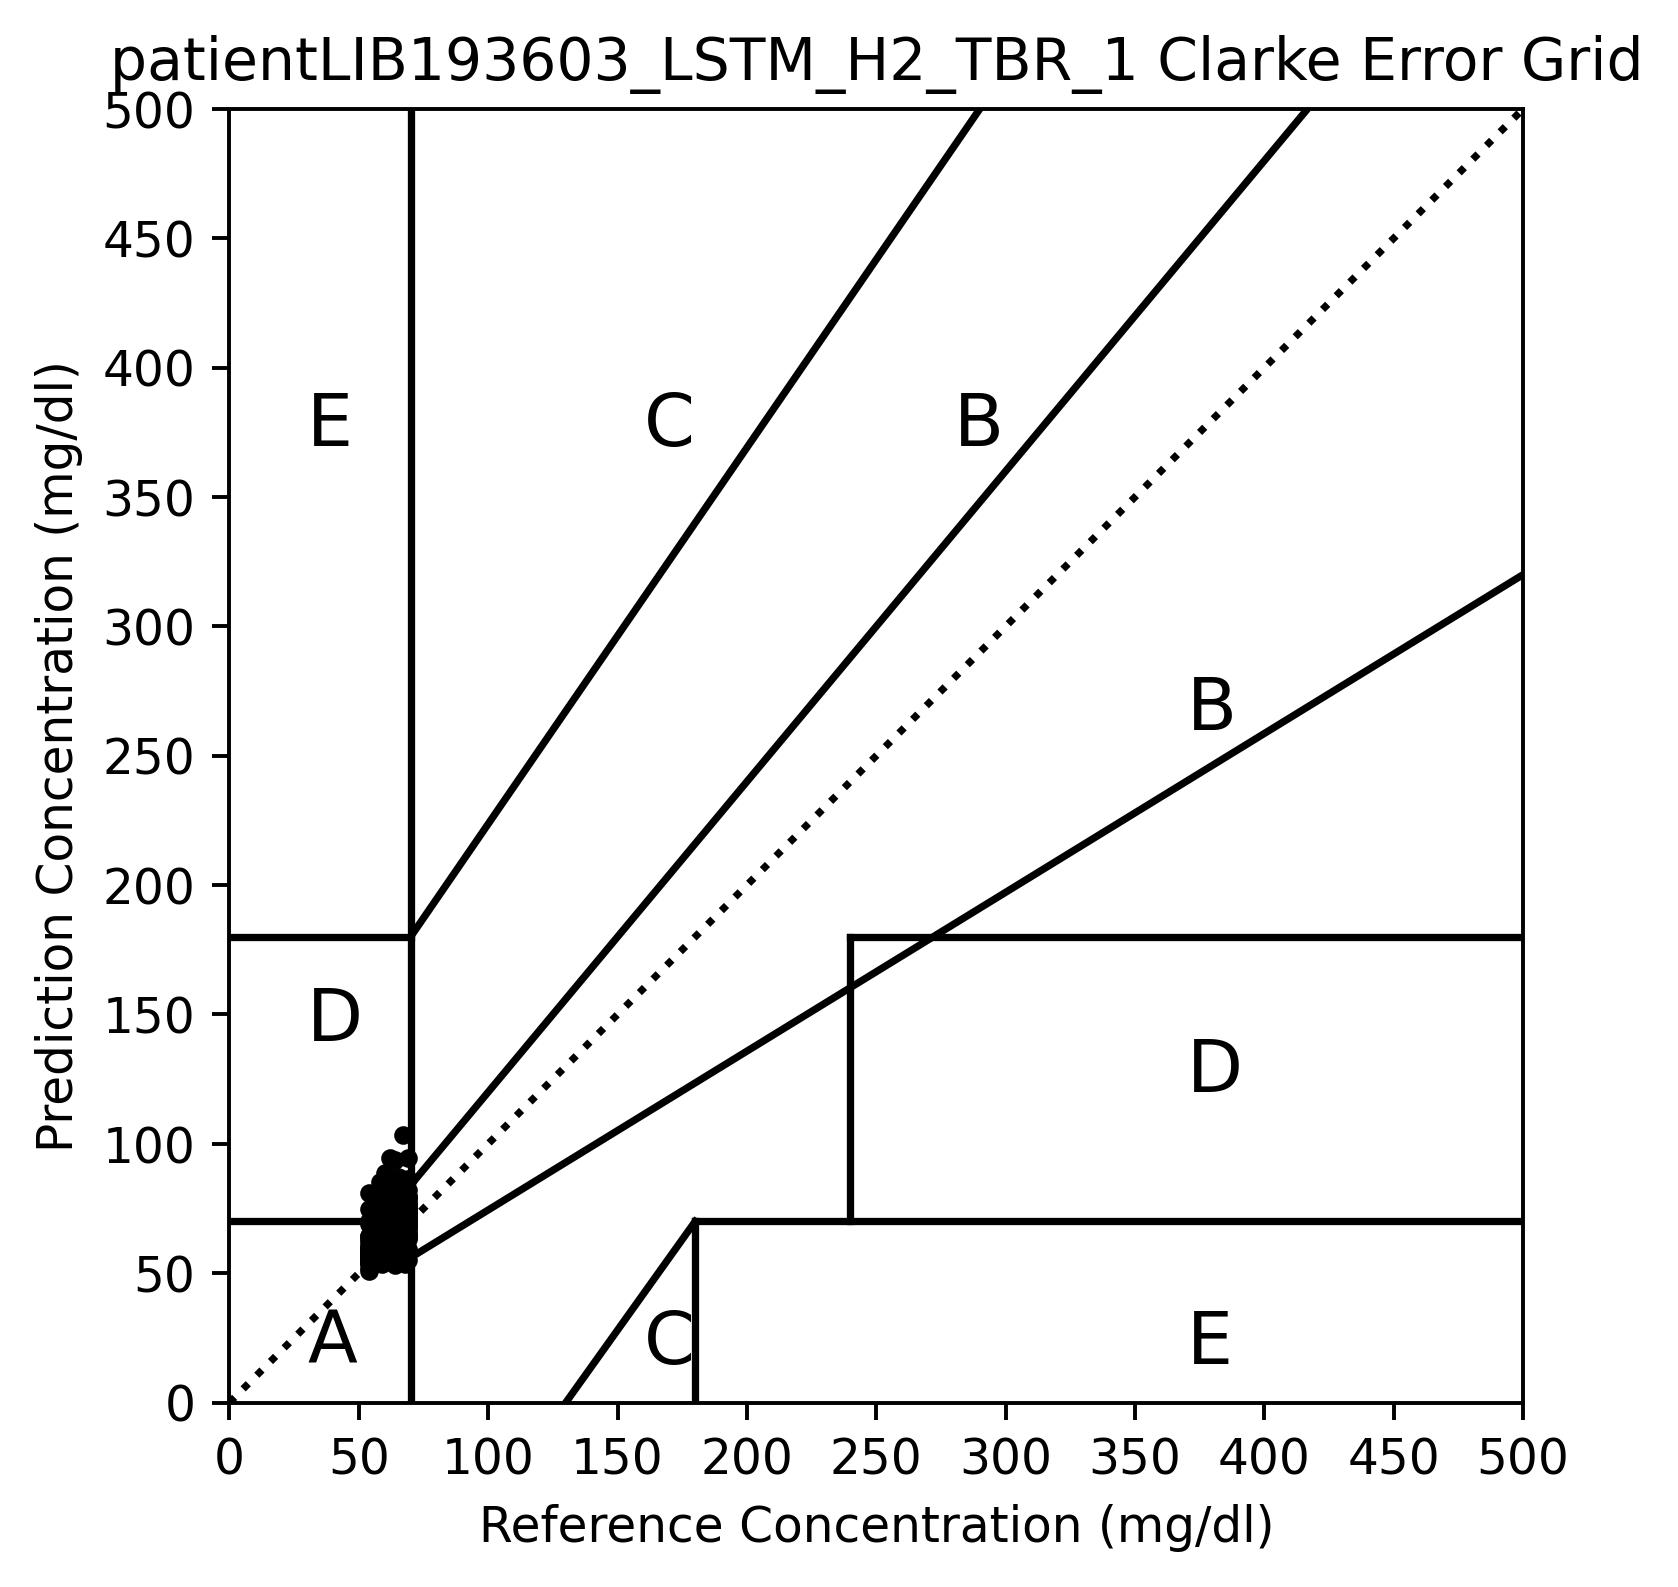 patientLIB193603_LSTM_H2_TBR_1 Clarke Error Grid
500
450
400
350
300
250
200
150
100
50
0
Prediction Concentration (mg/dl)
E
C
B
B
D
D
A
C
E
0 50 100 150 200 250 300 350 400 450 500
Reference Concentration (mg/dl)